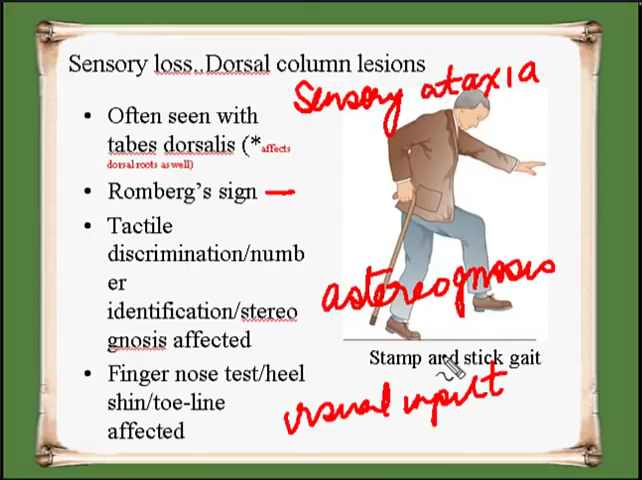 Sensory loss..Dorsal column lesions
Sensory ataxia
• Often seen with
tabes dorsalis (*affects
dorsal roots as well)
• Romberg's sign —
• Tactile
discrimination/numb
er
identification/stereo
gnosis affected
astereognosis
Stamp and stick gait
• Finger nose test/heel
shin/toe-line
affected
visual input